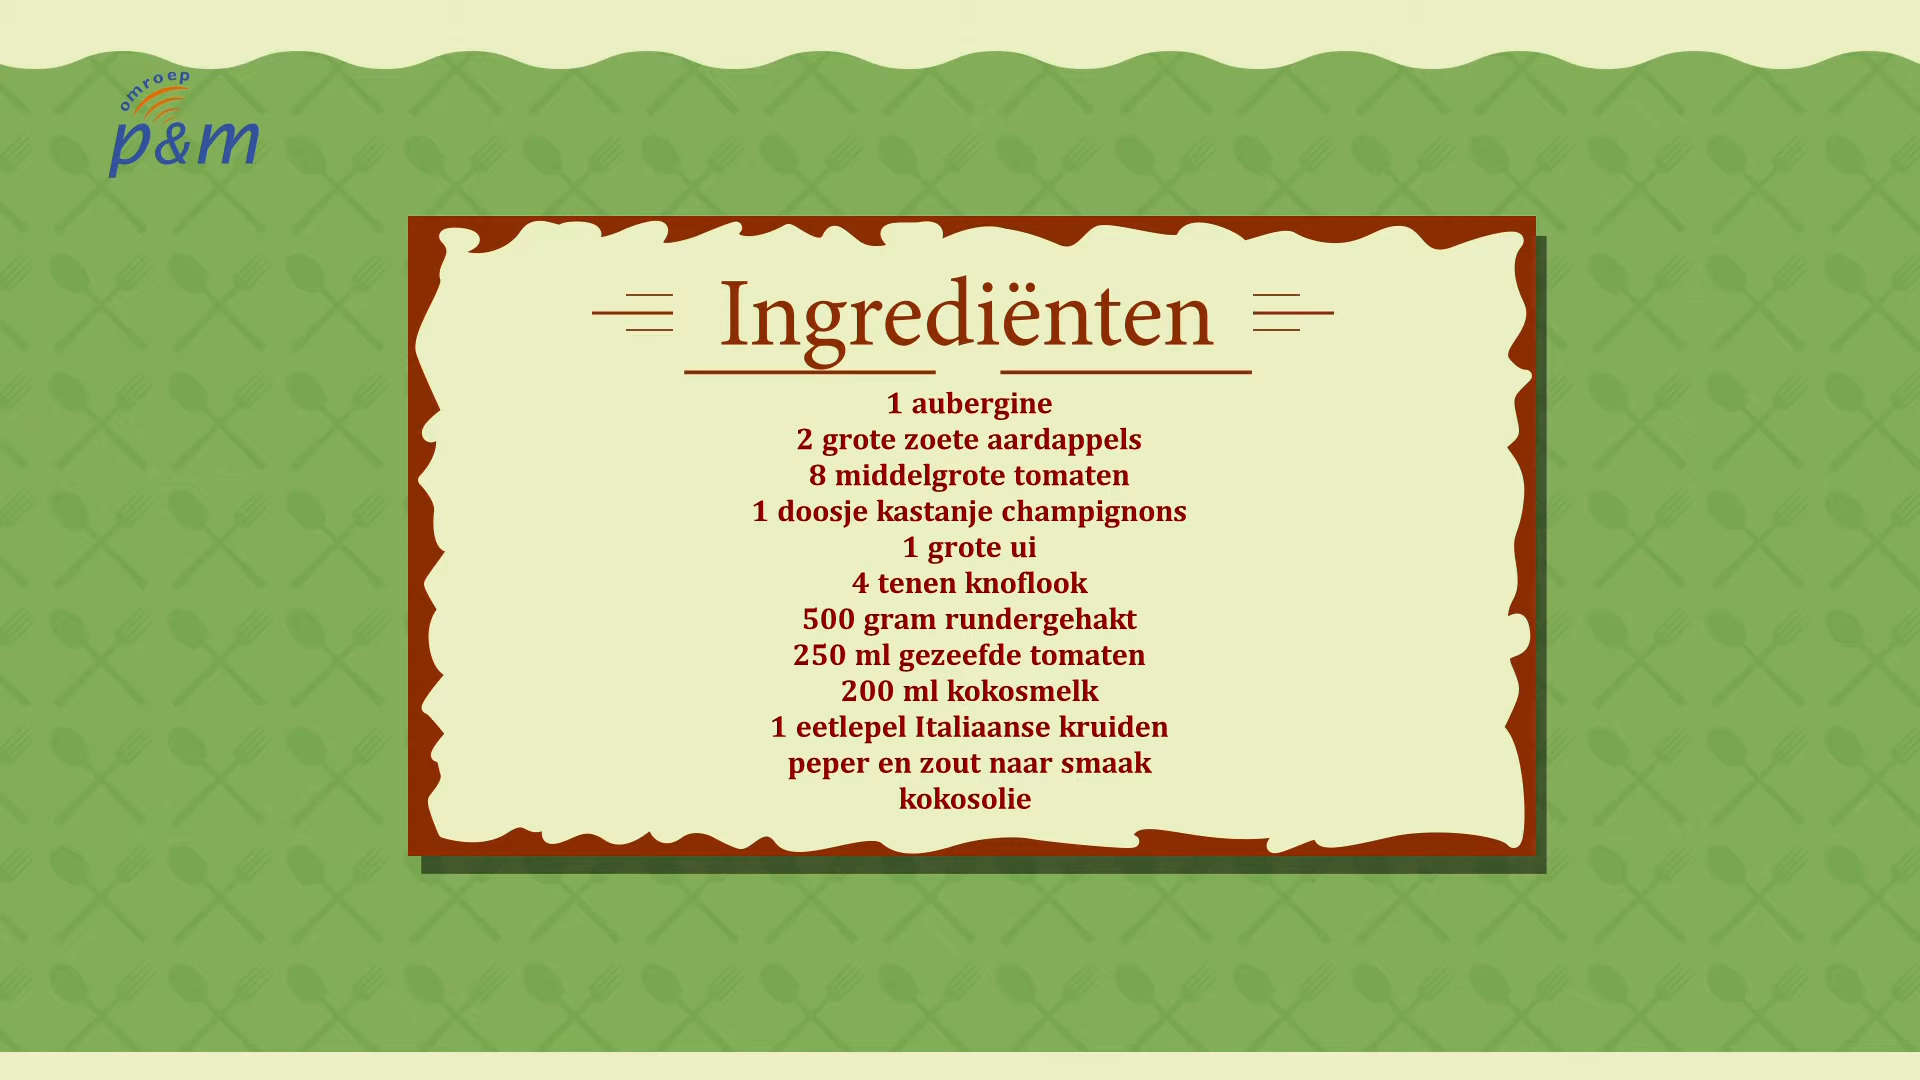 omroep
p&m
Ingrediënten
1 aubergine
2 grote zoete aardappels
8 middelgrote tomaten
1 doosje kastanje champignons
1 grote ui
4 tenen knoflook
500 gram rundergehakt
250 ml gezeefde tomaten
200 ml kokosmelk
1 eetlepel Italiaanse kruiden
peper en zout naar smaak
kokosolie